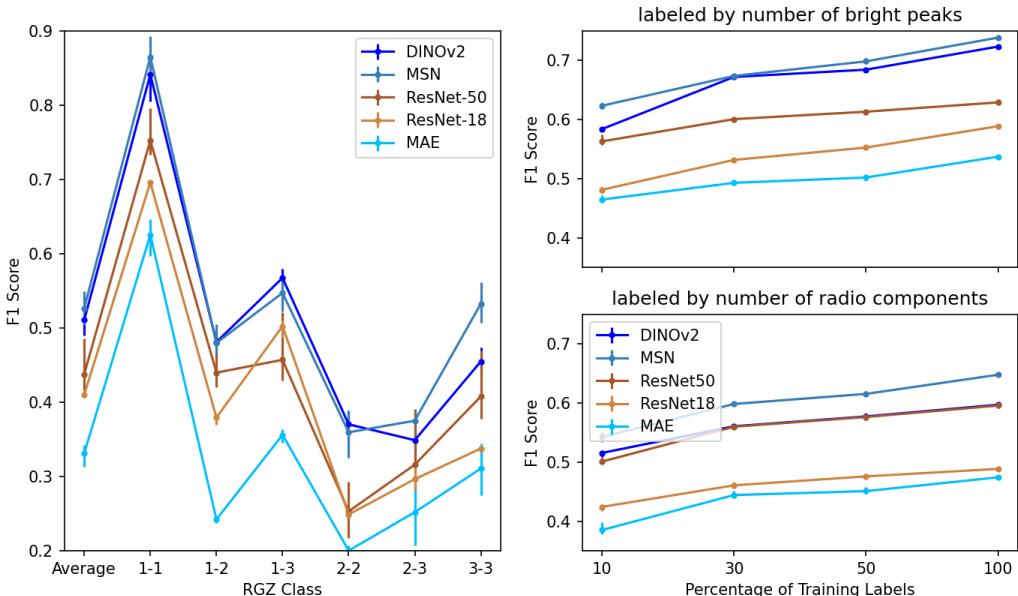 0.9
0.8
0.7
0.6
0.5
0.4
0.3
0.2
F1 Score
Average 1-1 1-2 1-3 2-2 2-3 3-3
RGZ Class
DINOv2
MSN
ResNet-50
ResNet-18
MAE
labeled by number of bright peaks
0.7
0.6
0.5
0.4
F1 Score
labeled by number of radio components
0.7
0.6
0.5
0.4
F1 Score
DINOv2
MSN
ResNet50
ResNet18
MAE
10 30 50 100
Percentage of Training Labels